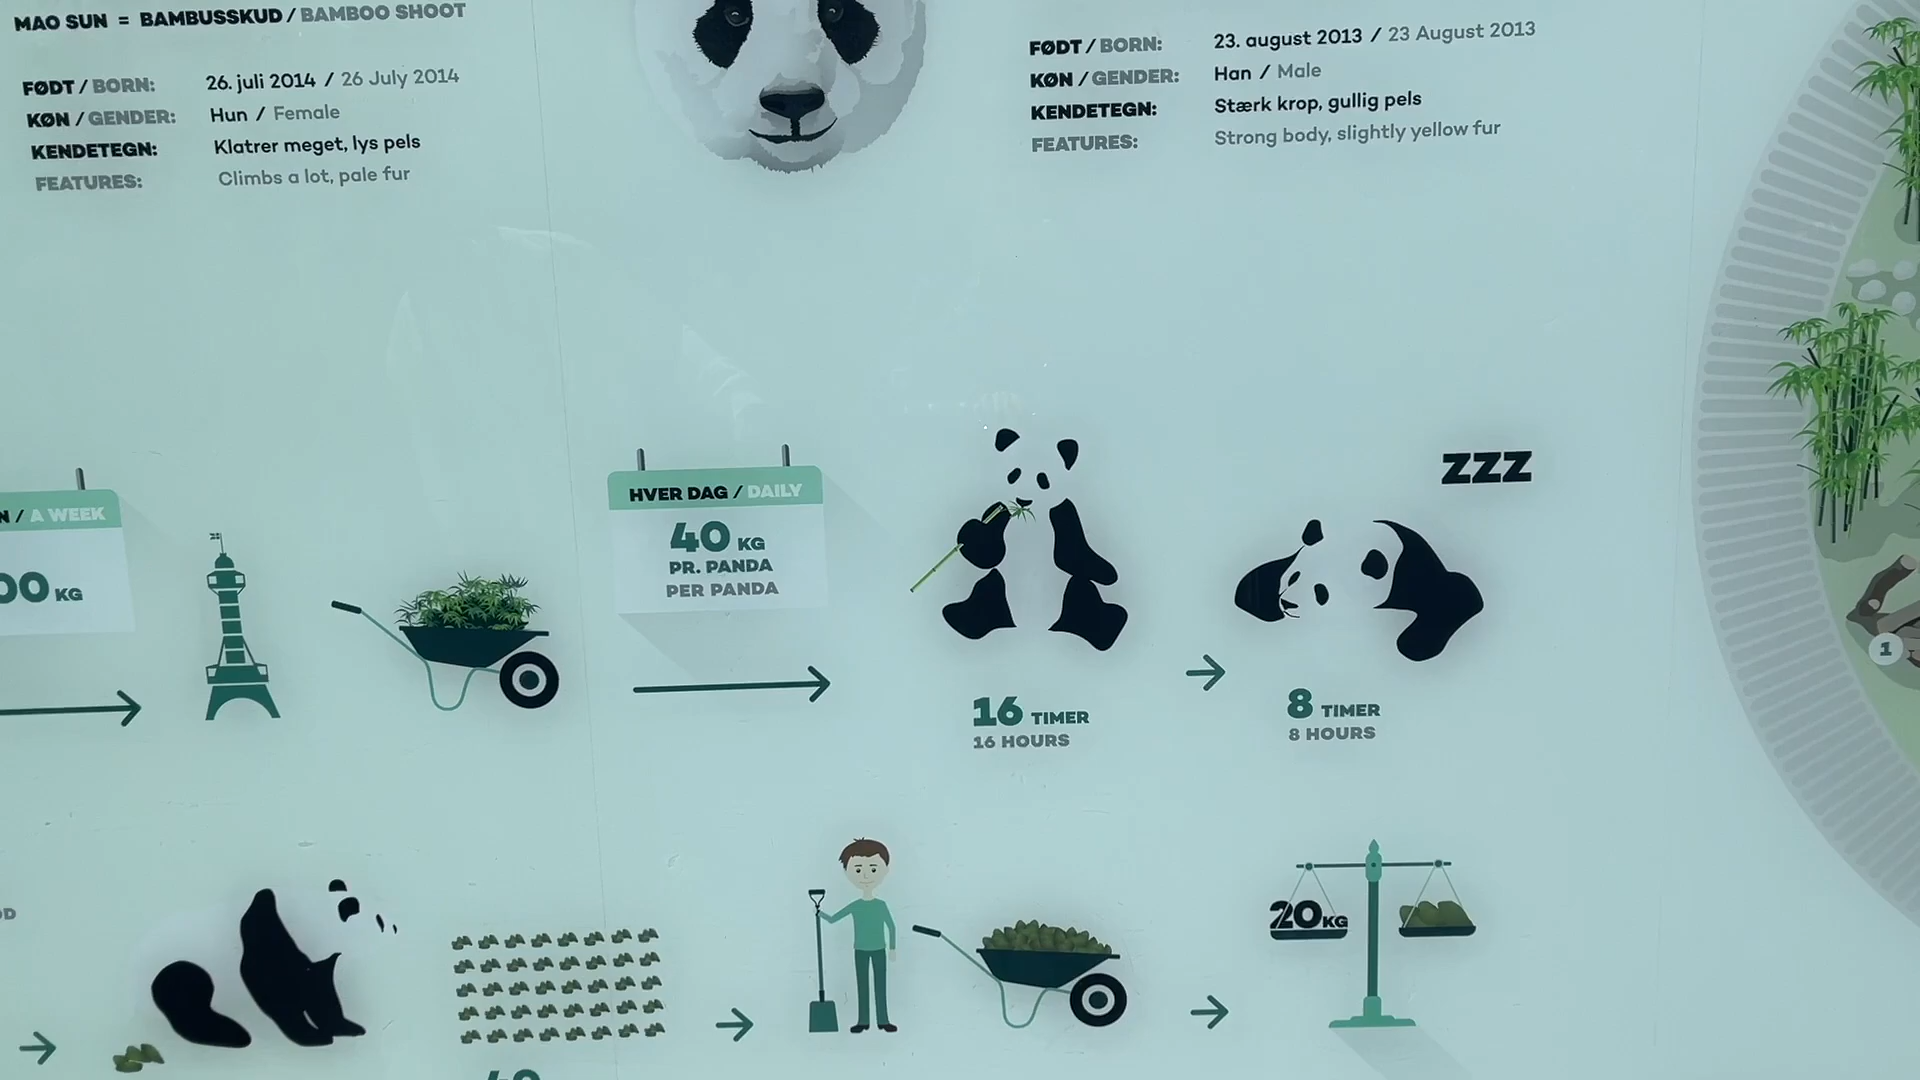 MAO SUN = BAMBUSSKUD / BAMBOO SHOOT
FØDT / BORN: 26. juli 2014 / 26 July 2014
KØN / GENDER: Hun / Female
KENDETEGN: Klatrer meget, lys pels
FEATURES: Climbs a lot, pale fur
FØDT / BORN: 23. august 2013 / 23 August 2013
KØN / GENDER: Han / Male
KENDETEGN: Stærk krop, gullig pels
FEATURES: Strong body, slightly yellow fur
/ A WEEK
KG
HVER DAG / DAILY
40 KG
PR. PANDA
PER PANDA
16 TIMER
16 HOURS
ZZZ
8 TIMER
8 HOURS
1
20KG